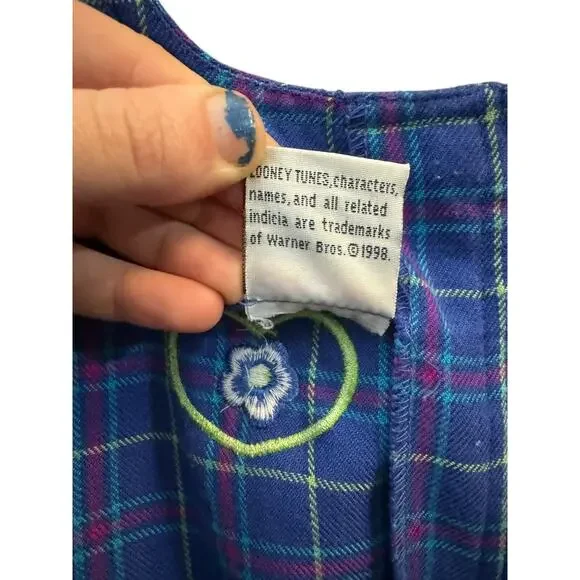 LOONEY TUNES,characters,
names, and all related
indicia are trademarks
of Warner Bros.©1998.